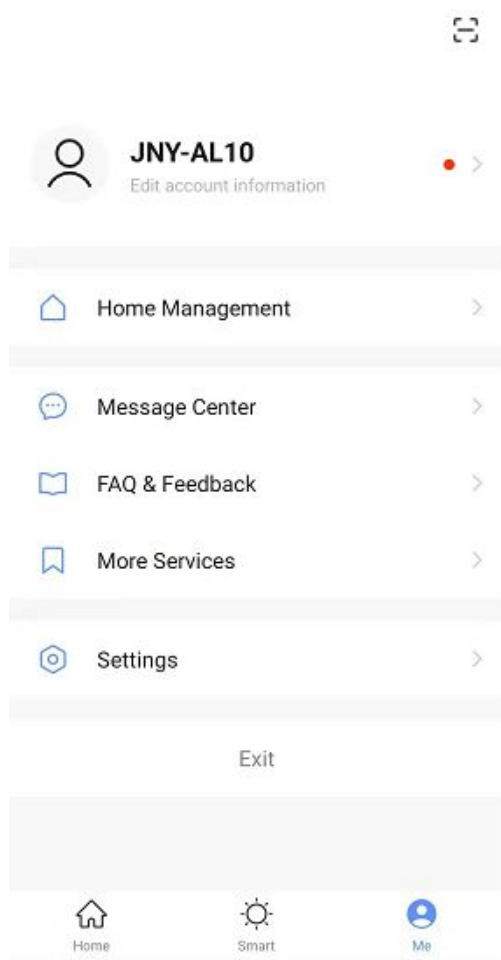 JNY-AL10
Edit account information
Home Management
Message Center
FAQ & Feedback
More Services
Settings
Exit
Home
Smart
Me